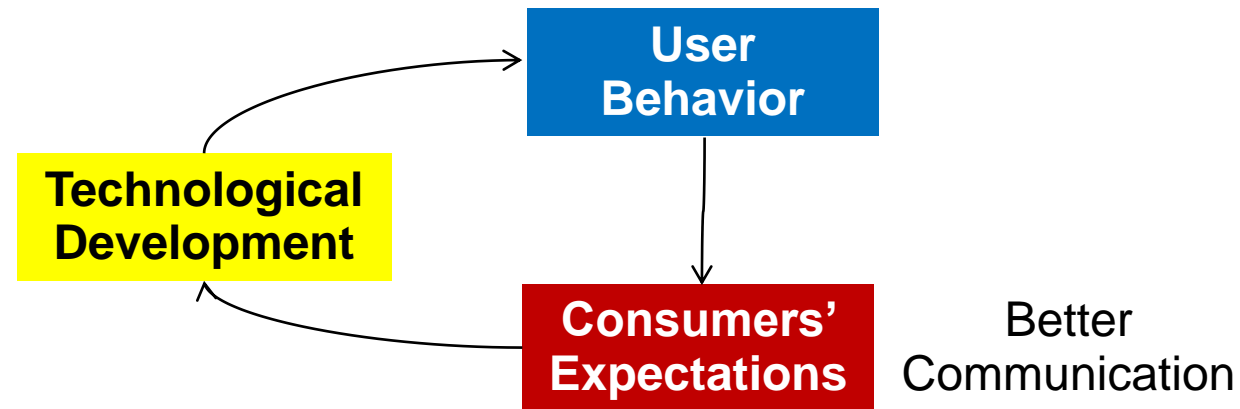 User
Behavior
Technological
Development
Consumers’
Expectations
Better
Communication